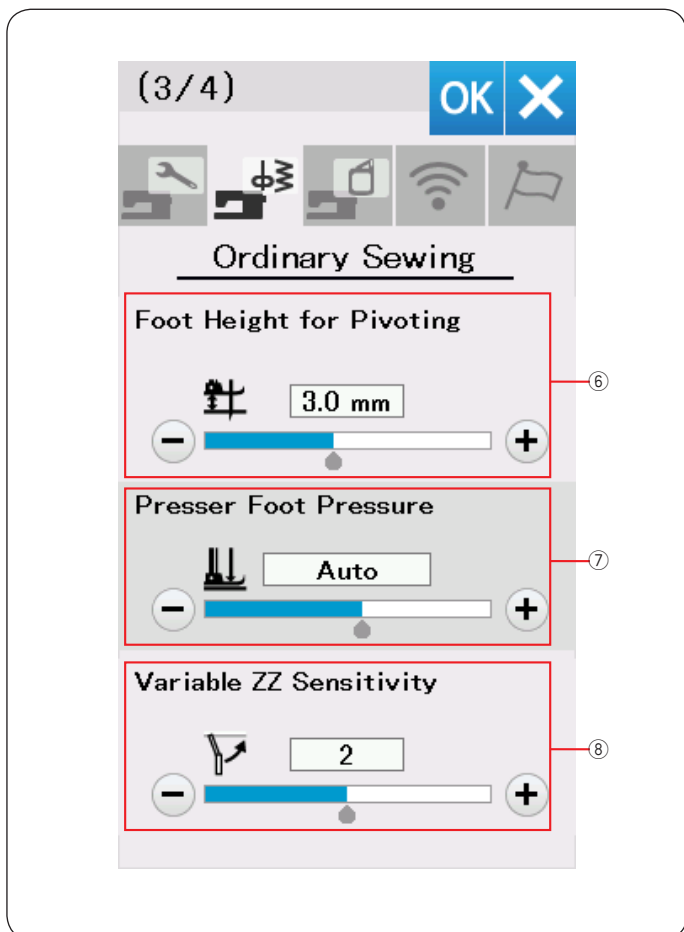 (3/4)
OK
Ordinary Sewing
Foot Height for Pivoting
3.0 mm
⑥
Presser Foot Pressure
Auto
⑦
Variable ZZ Sensitivity
2
⑧